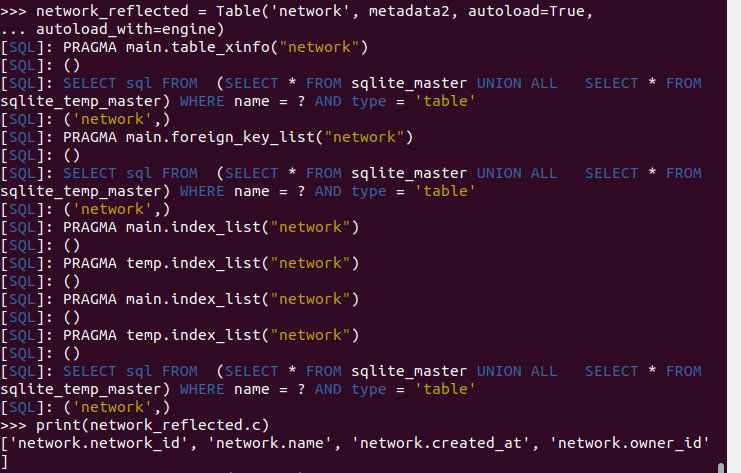 >>> network_reflected = Table('network', metadata2, autoload=True,
... autoload_with=engine)
[SQL]: PRAGMA main.table_xinfo("network")
[SQL]: ()
[SQL]: SELECT sql FROM  (SELECT * FROM sqlite_master UNION ALL   SELECT * FROM
sqlite_temp_master) WHERE name = ? AND type = 'table'
[SQL]: ('network',)
[SQL]: PRAGMA main.foreign_key_list("network")
[SQL]: ()
[SQL]: SELECT sql FROM  (SELECT * FROM sqlite_master UNION ALL   SELECT * FROM
sqlite_temp_master) WHERE name = ? AND type = 'table'
[SQL]: ('network',)
[SQL]: PRAGMA main.index_list("network")
[SQL]: ()
[SQL]: PRAGMA temp.index_list("network")
[SQL]: ()
[SQL]: PRAGMA main.index_list("network")
[SQL]: ()
[SQL]: PRAGMA temp.index_list("network")
[SQL]: ()
[SQL]: SELECT sql FROM  (SELECT * FROM sqlite_master UNION ALL   SELECT * FROM
sqlite_temp_master) WHERE name = ? AND type = 'table'
[SQL]: ('network',)
>>> print(network_reflected.c)
['network.network_id', 'network.name', 'network.created_at', 'network.owner_id'
]